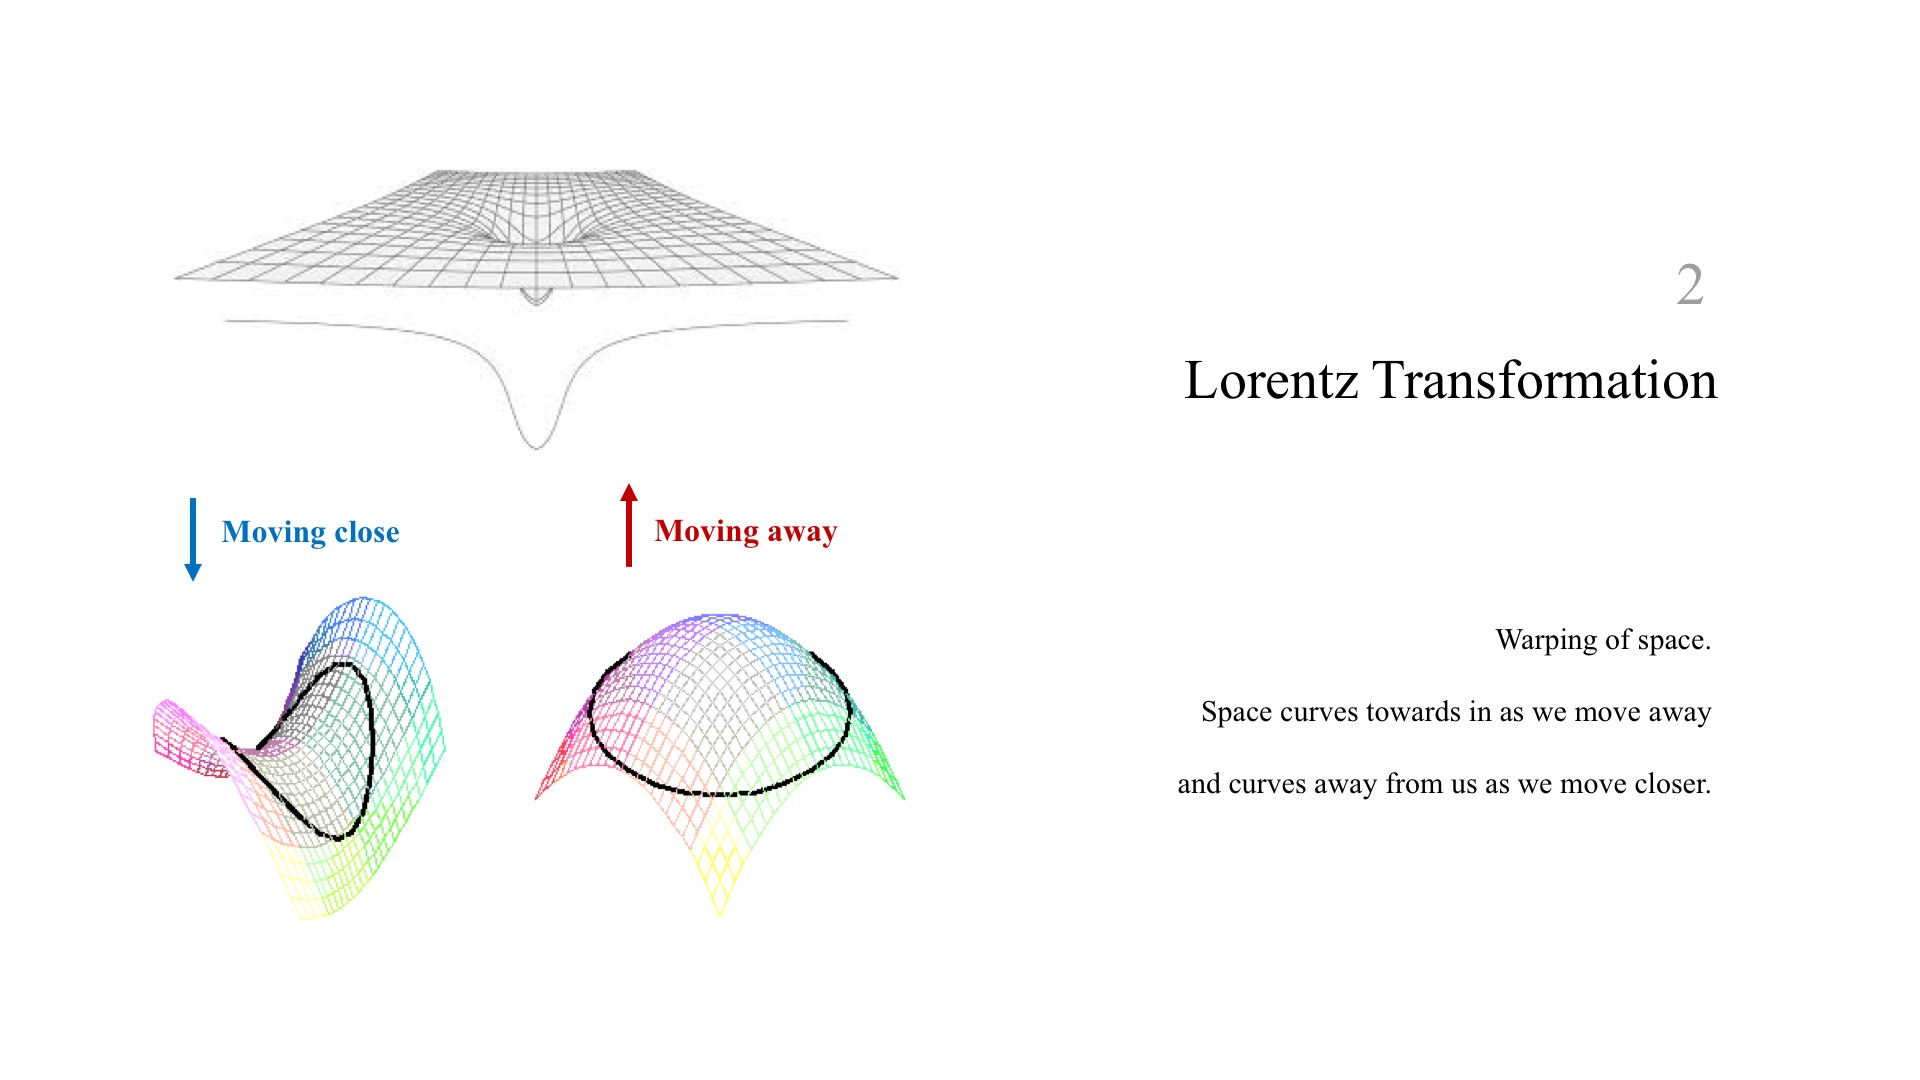 2
Lorentz Transformation
Moving close
Moving away
Warping of space.
Space curves towards in as we move away
and curves away from us as we move closer.